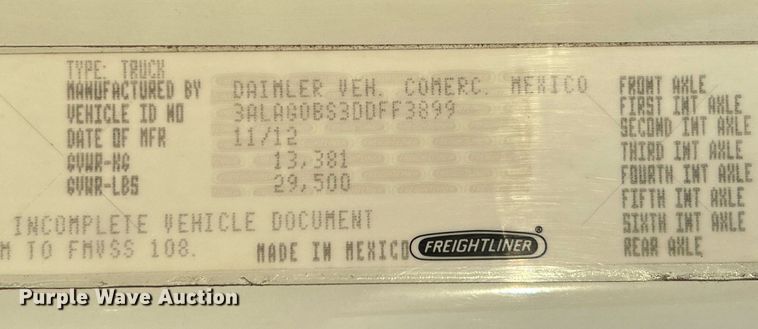 TYPE: TRUCK
MANUFACTURED BY DAIMLER VEH. COMERC. MEXICO
VEHICLE ID NO 3ALAG0BS3DDFF3899
DATE OF MFR 11/12
GVWR-KG 13,381
GVWR-LBS 29,500
INCOMPLETE VEHICLE DOCUMENT
M TO FMVSS 108. MADE IN MEXICO FREIGHTLINER®
FRONT AXLE
FIRST INT AXLE
SECOND INT AXLE
THIRD INT AXLE
FOURTH INT AXLE
FIFTH INT AXLE
SIXTH INT AXLE
REAR AXLE
Purple Wave Auction